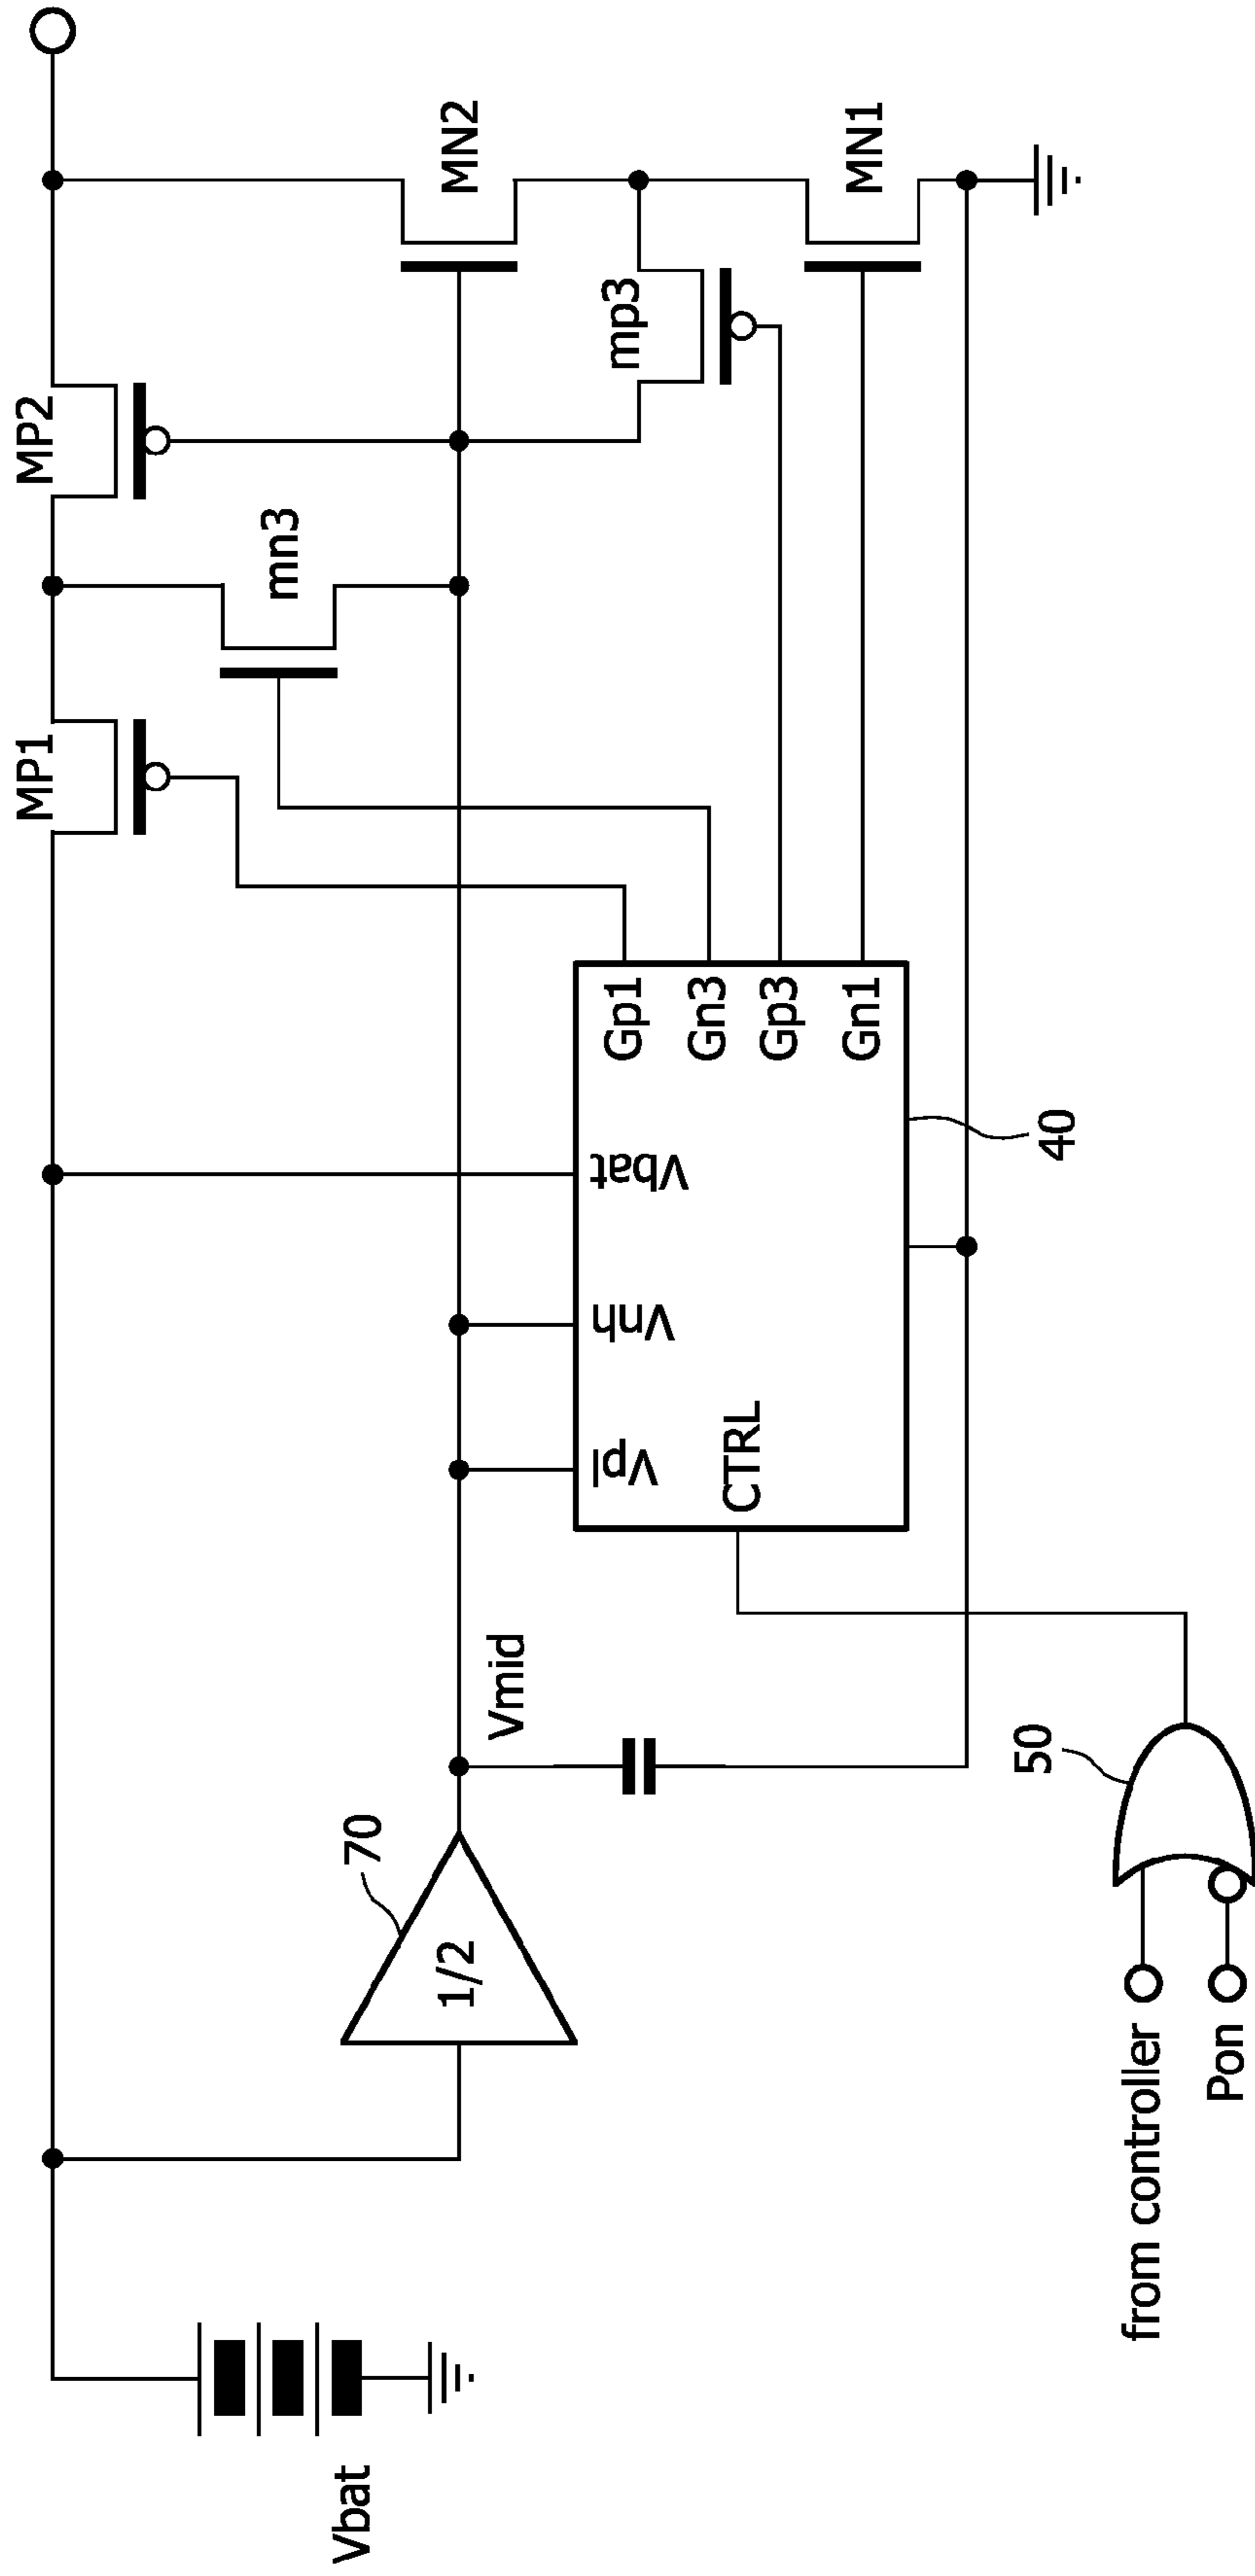 Vbat
70
1/2
Vmid
MP1
MP2
mn3
MN2
mp3
MN1
Vpl
Vnh
Vbat
CTRL
Gp1
Gn3
Gp3
Gn1
40
50
from controller
Pon